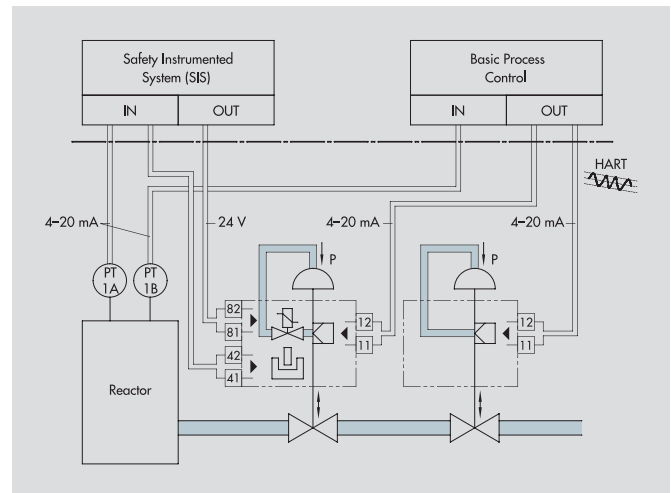 Safety Instrumented
System (SIS)
IN
OUT
Basic Process
Control
IN
OUT
HART
4–20 mA
24 V
4–20 mA
4–20 mA
PT
1A
PT
1B
P
P
82
81
42
41
12
11
12
11
Reactor